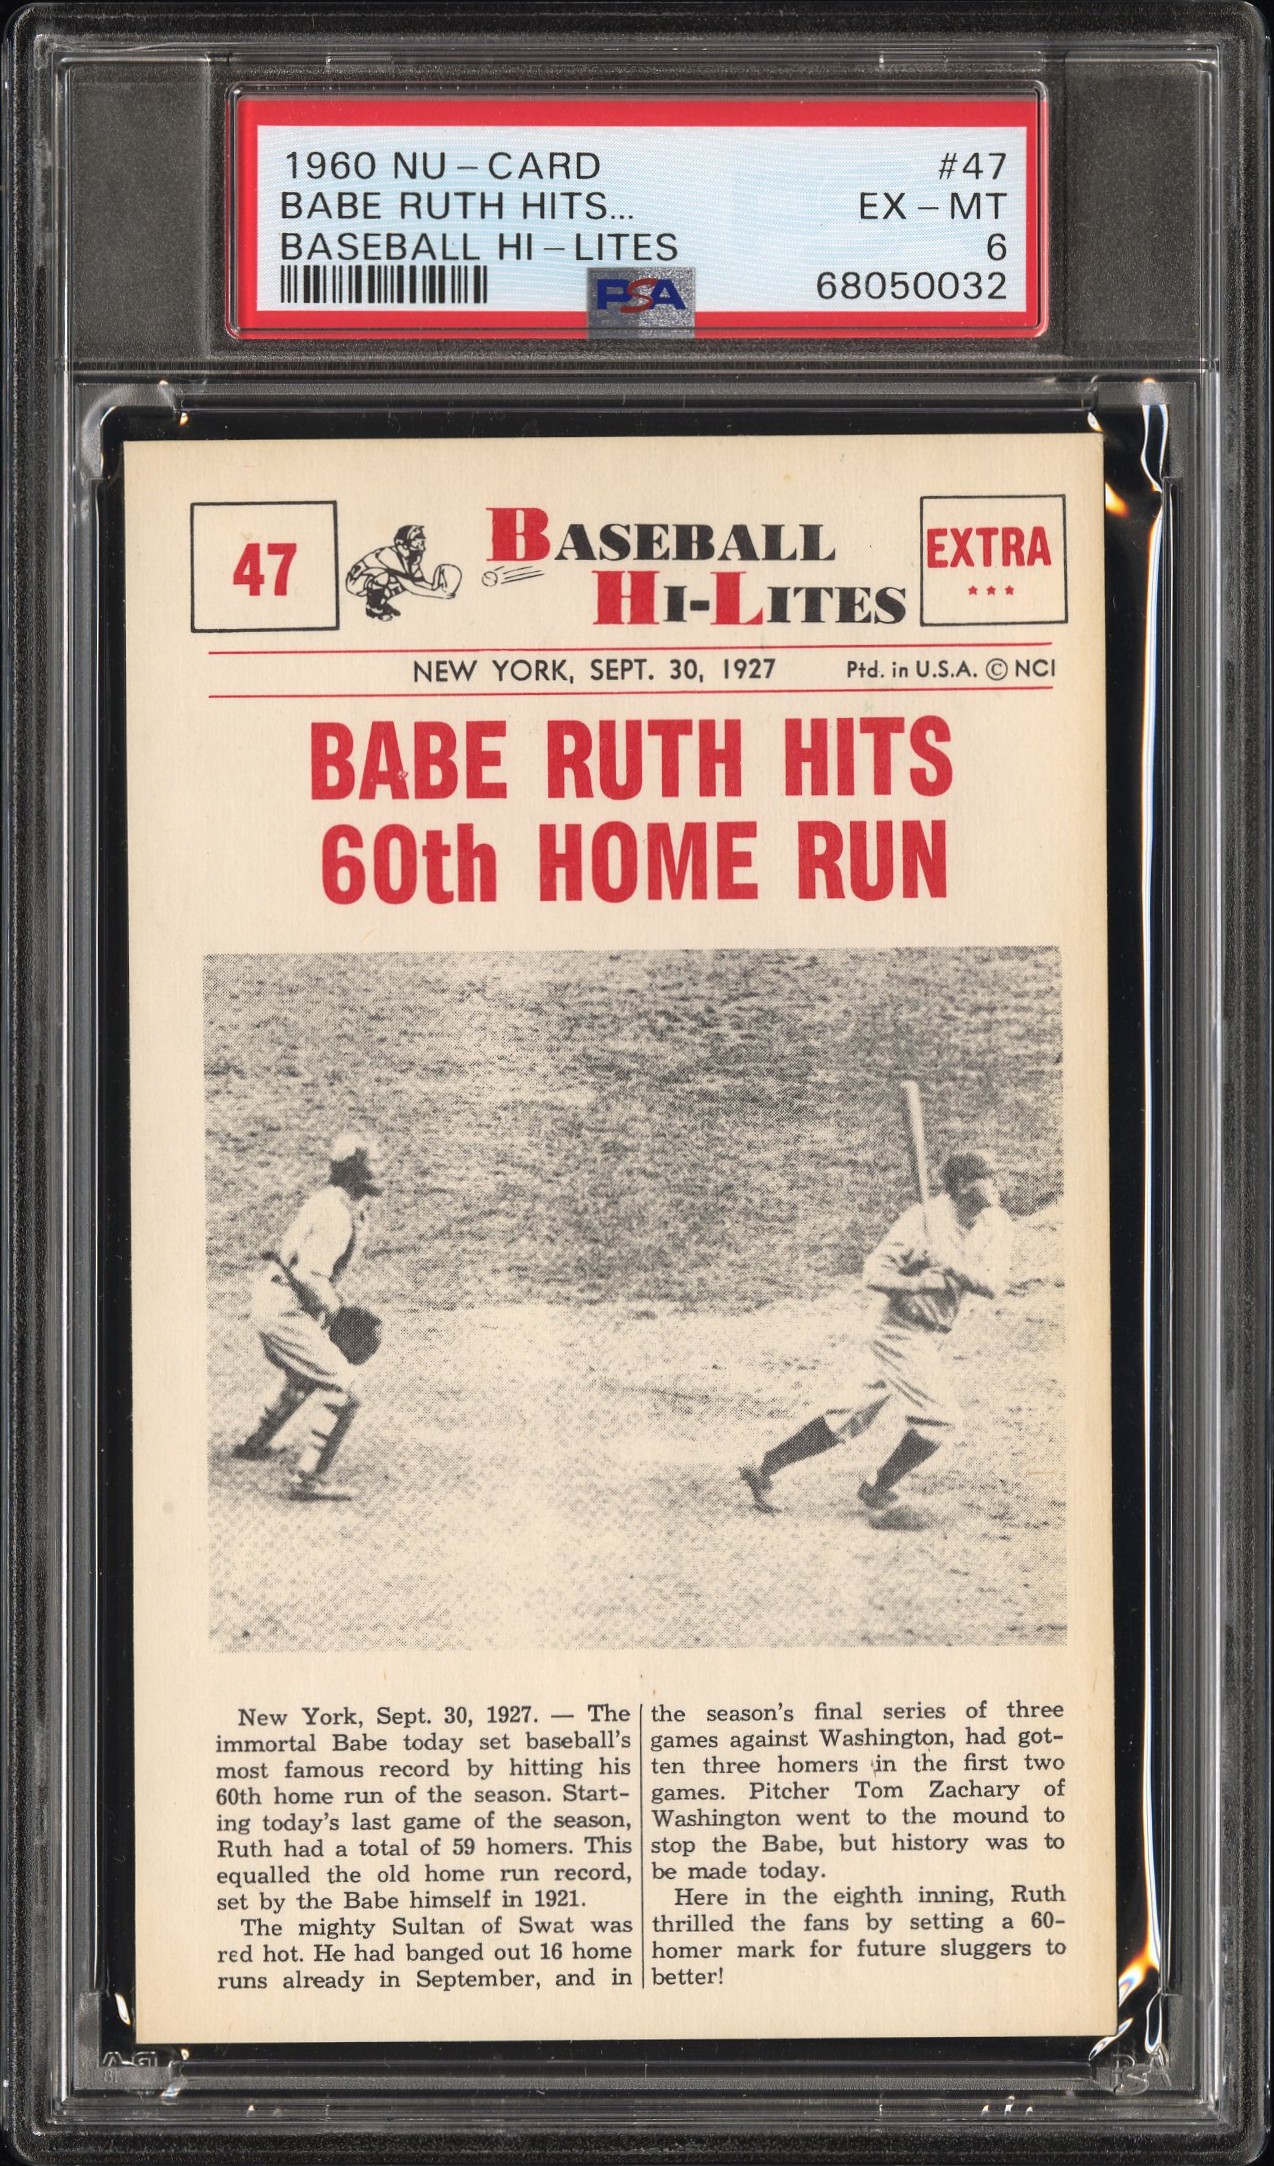 1960 NU-CARD #47
BABE RUTH HITS... EX-MT
BASEBALL HI-LITES 6
PSA 68050032
47
BASEBALL
HI-LITES
EXTRA
NEW YORK, SEPT. 30, 1927 Ptd. in U.S.A. © NCI
BABE RUTH HITS
60th HOME RUN
New York, Sept. 30, 1927. — The
immortal Babe today set baseball's
most famous record by hitting his
60th home run of the season. Start-
ing today's last game of the season,
Ruth had a total of 59 homers. This
equalled the old home run record,
set by the Babe himself in 1921.
The mighty Sultan of Swat was
red hot. He had banged out 16 home
runs already in September, and in
the season's final series of three
games against Washington, had got-
ten three homers in the first two
games. Pitcher Tom Zachary of
Washington went to the mound to
stop the Babe, but history was to
be made today.
Here in the eighth inning, Ruth
thrilled the fans by setting a 60-
homer mark for future sluggers to
better!
PSA